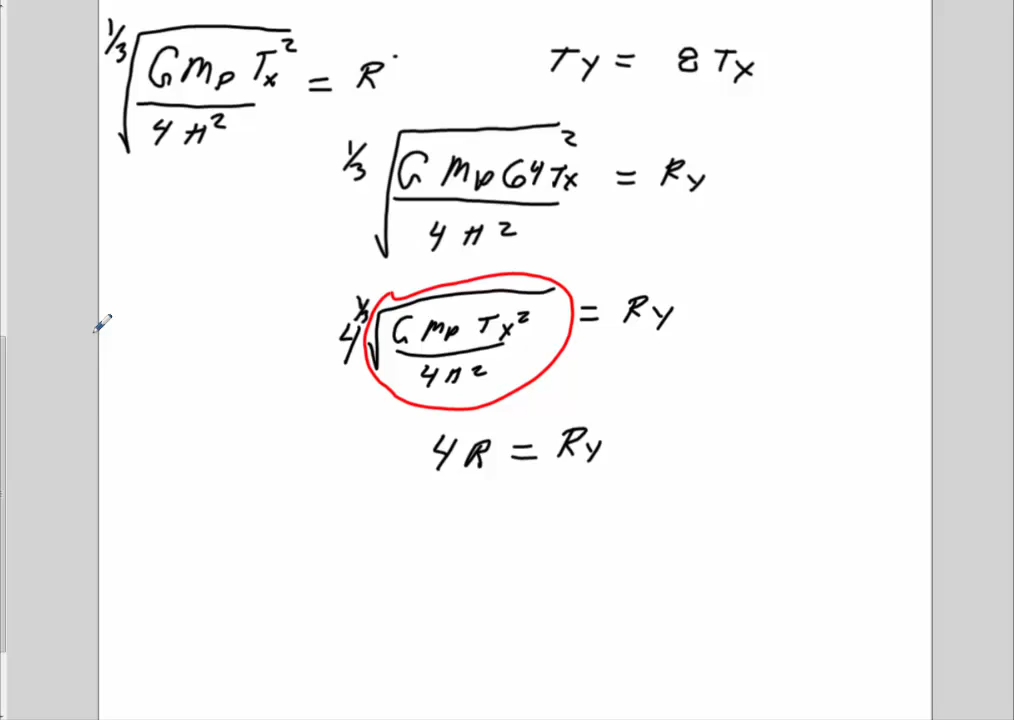 1/3 √(G mp Tx² / 4π²) = R
Ty = 8 Tx
1/3 √(G mp 64 Tx² / 4π²) = Ry
4 1/3 √(G mp Tx² / 4π²) = Ry
4R = Ry